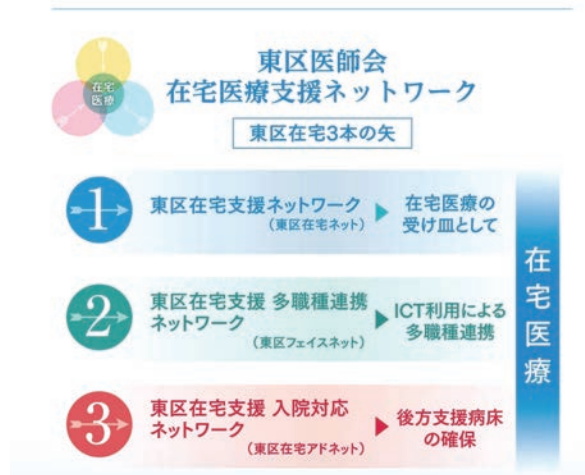 在宅
医療
東区医師会
在宅医療支援ネットワーク
東区在宅3本の矢
1
東区在宅支援ネットワーク
（東区在宅ネット）
在宅医療の
受け皿として
2
東区在宅支援 多職種連携
ネットワーク
（東区フェイスネット）
ICT利用による
多職種連携
3
東区在宅支援 入院対応
ネットワーク
（東区在宅アドネット）
後方支援病床
の確保
在宅医療